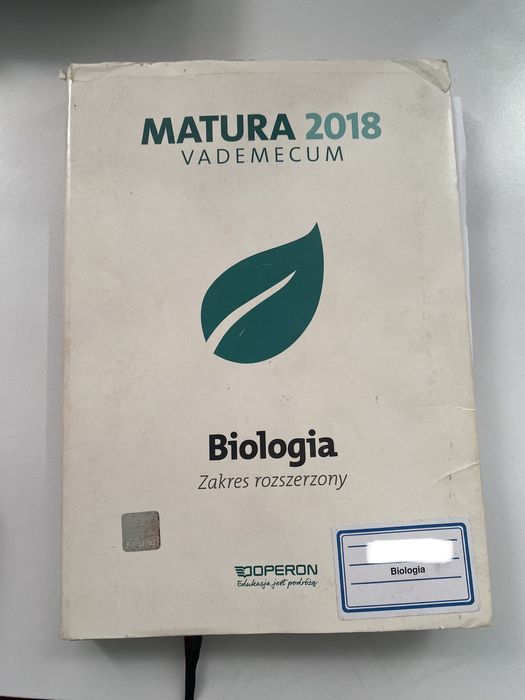 MATURA 2018
VADEMECUM
Biologia
Zakres rozszerzony
OPERON
Edukacja jest podróżą
Biologia